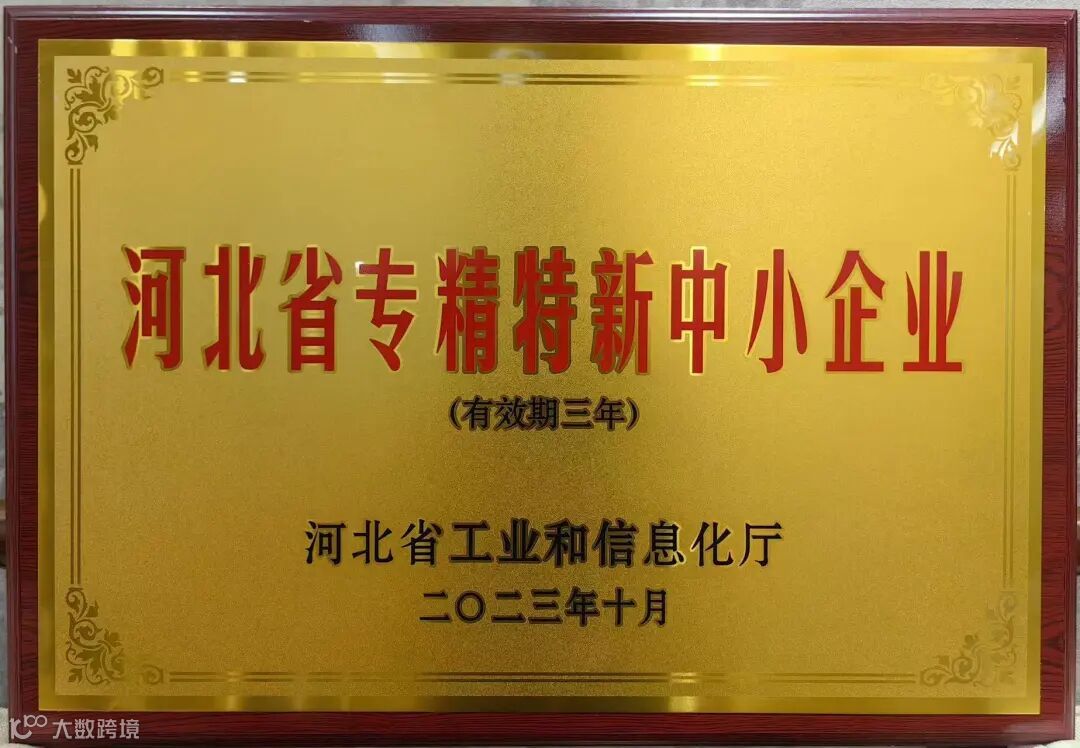 河北省专精特新中小企业
(有效期三年)
河北省工业和信息化厅
二〇二三年十月
大数跨境